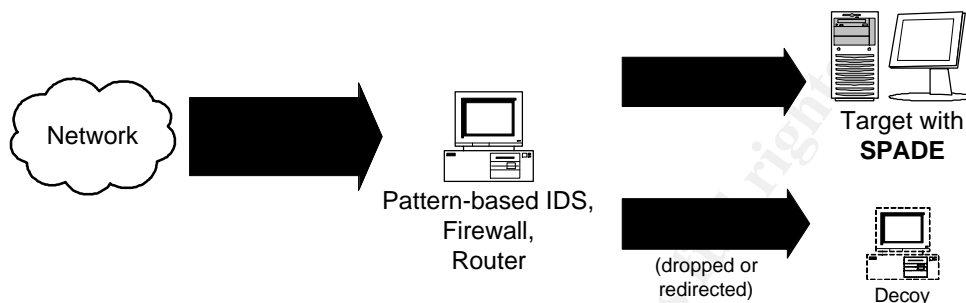 Network
Pattern-based IDS,
Firewall,
Router
Target with
SPADE
(dropped or
redirected)
Decoy